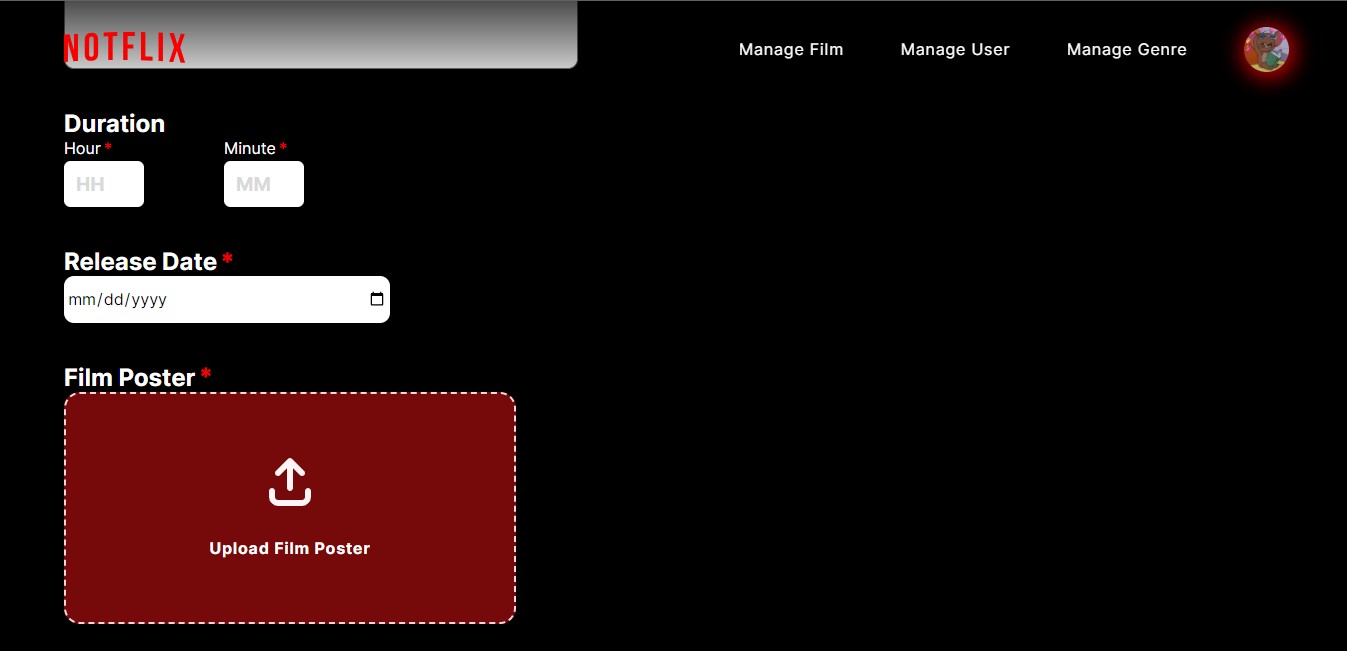 NOTFLIX
Manage Film
Manage User
Manage Genre
Duration
Hour *
Minute *
HH
MM
Release Date *
mm/dd/yyyy
Film Poster *
Upload Film Poster